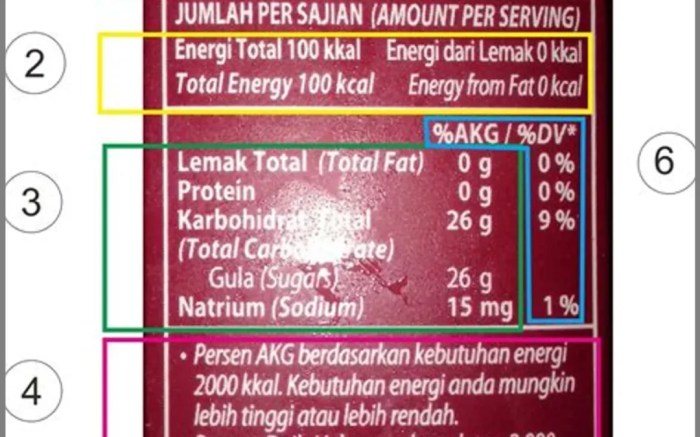 JUMLAH PER SAJIAN (AMOUNT PER SERVING)
2
Energi Total 100 kkal Energi dari Lemak 0 kkal
Total Energy 100 kcal Energy from Fat 0 kcal
%AKG / %DV*
3
6
Lemak Total (Total Fat) 0 g 0 %
Protein 0 g 0 %
Karbohidrat Total 26 g 9 %
(Total Carbohydrate)
Gula (Sugars) 26 g
Natrium (Sodium) 15 mg 1 %
4
• Persen AKG berdasarkan kebutuhan energi
2000 kkal. Kebutuhan energi anda mungkin
lebih tinggi atau lebih rendah.